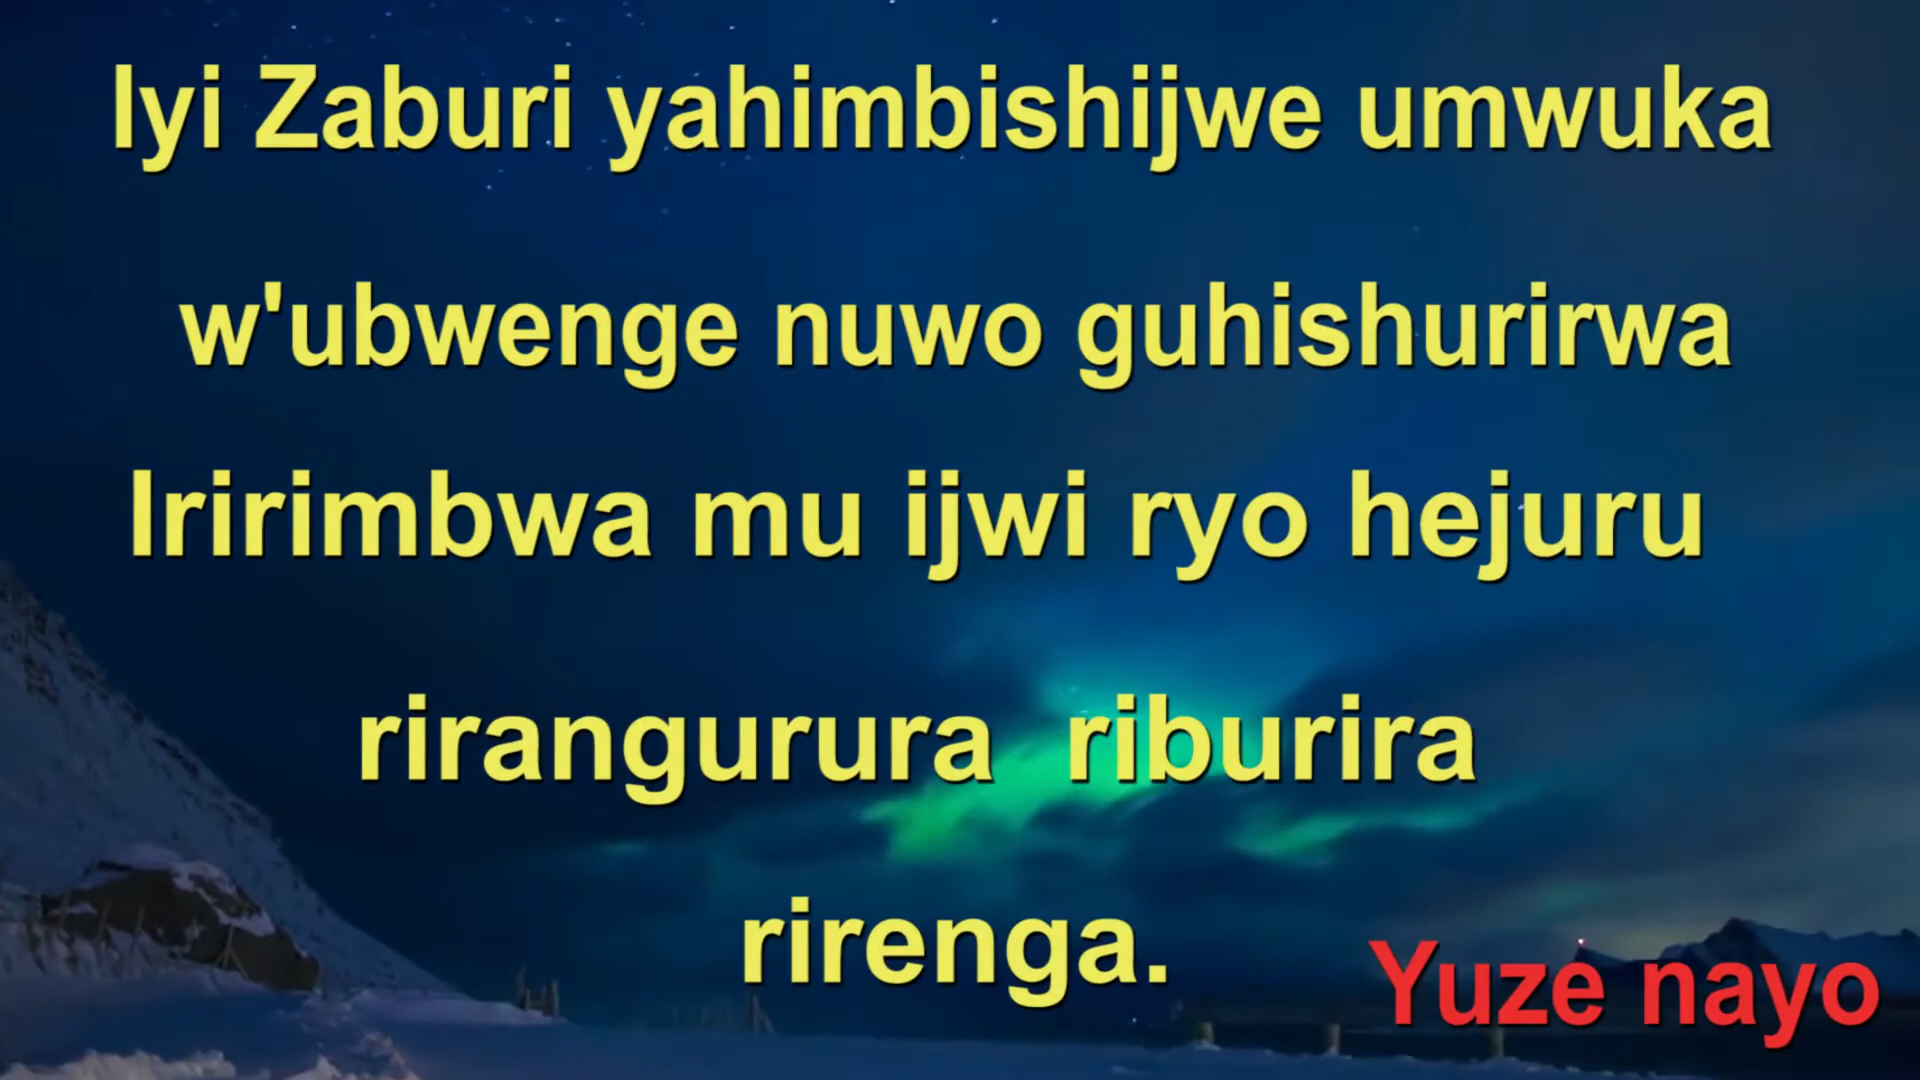 Iyi Zaburi yahimbishijwe umwuka
w'ubwenge nuwo guhishurirwa
Iririmbwa mu ijwi ryo hejuru
rirangurura riburira
rirenga.
Yuze nayo